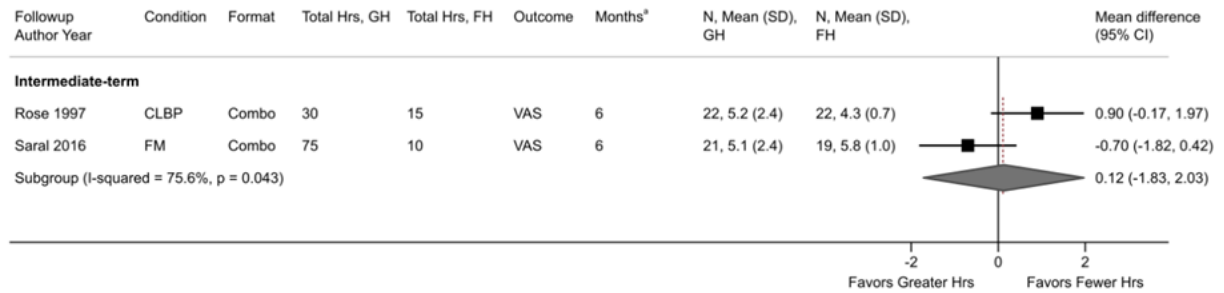 Followup Condition Format Total Hrs, GH Total Hrs, FH Outcome Monthsᵃ N, Mean (SD), N, Mean (SD), Mean difference
Author Year GH FH (95% CI)
Intermediate-term
Rose 1997 CLBP Combo 30 15 VAS 6 22, 5.2 (2.4) 22, 4.3 (0.7) 0.90 (-0.17, 1.97)
Saral 2016 FM Combo 75 10 VAS 6 21, 5.1 (2.4) 19, 5.8 (1.0) -0.70 (-1.82, 0.42)
Subgroup (I-squared = 75.6%, p = 0.043) 0.12 (-1.83, 2.03)
-2 0 2
Favors Greater Hrs Favors Fewer Hrs